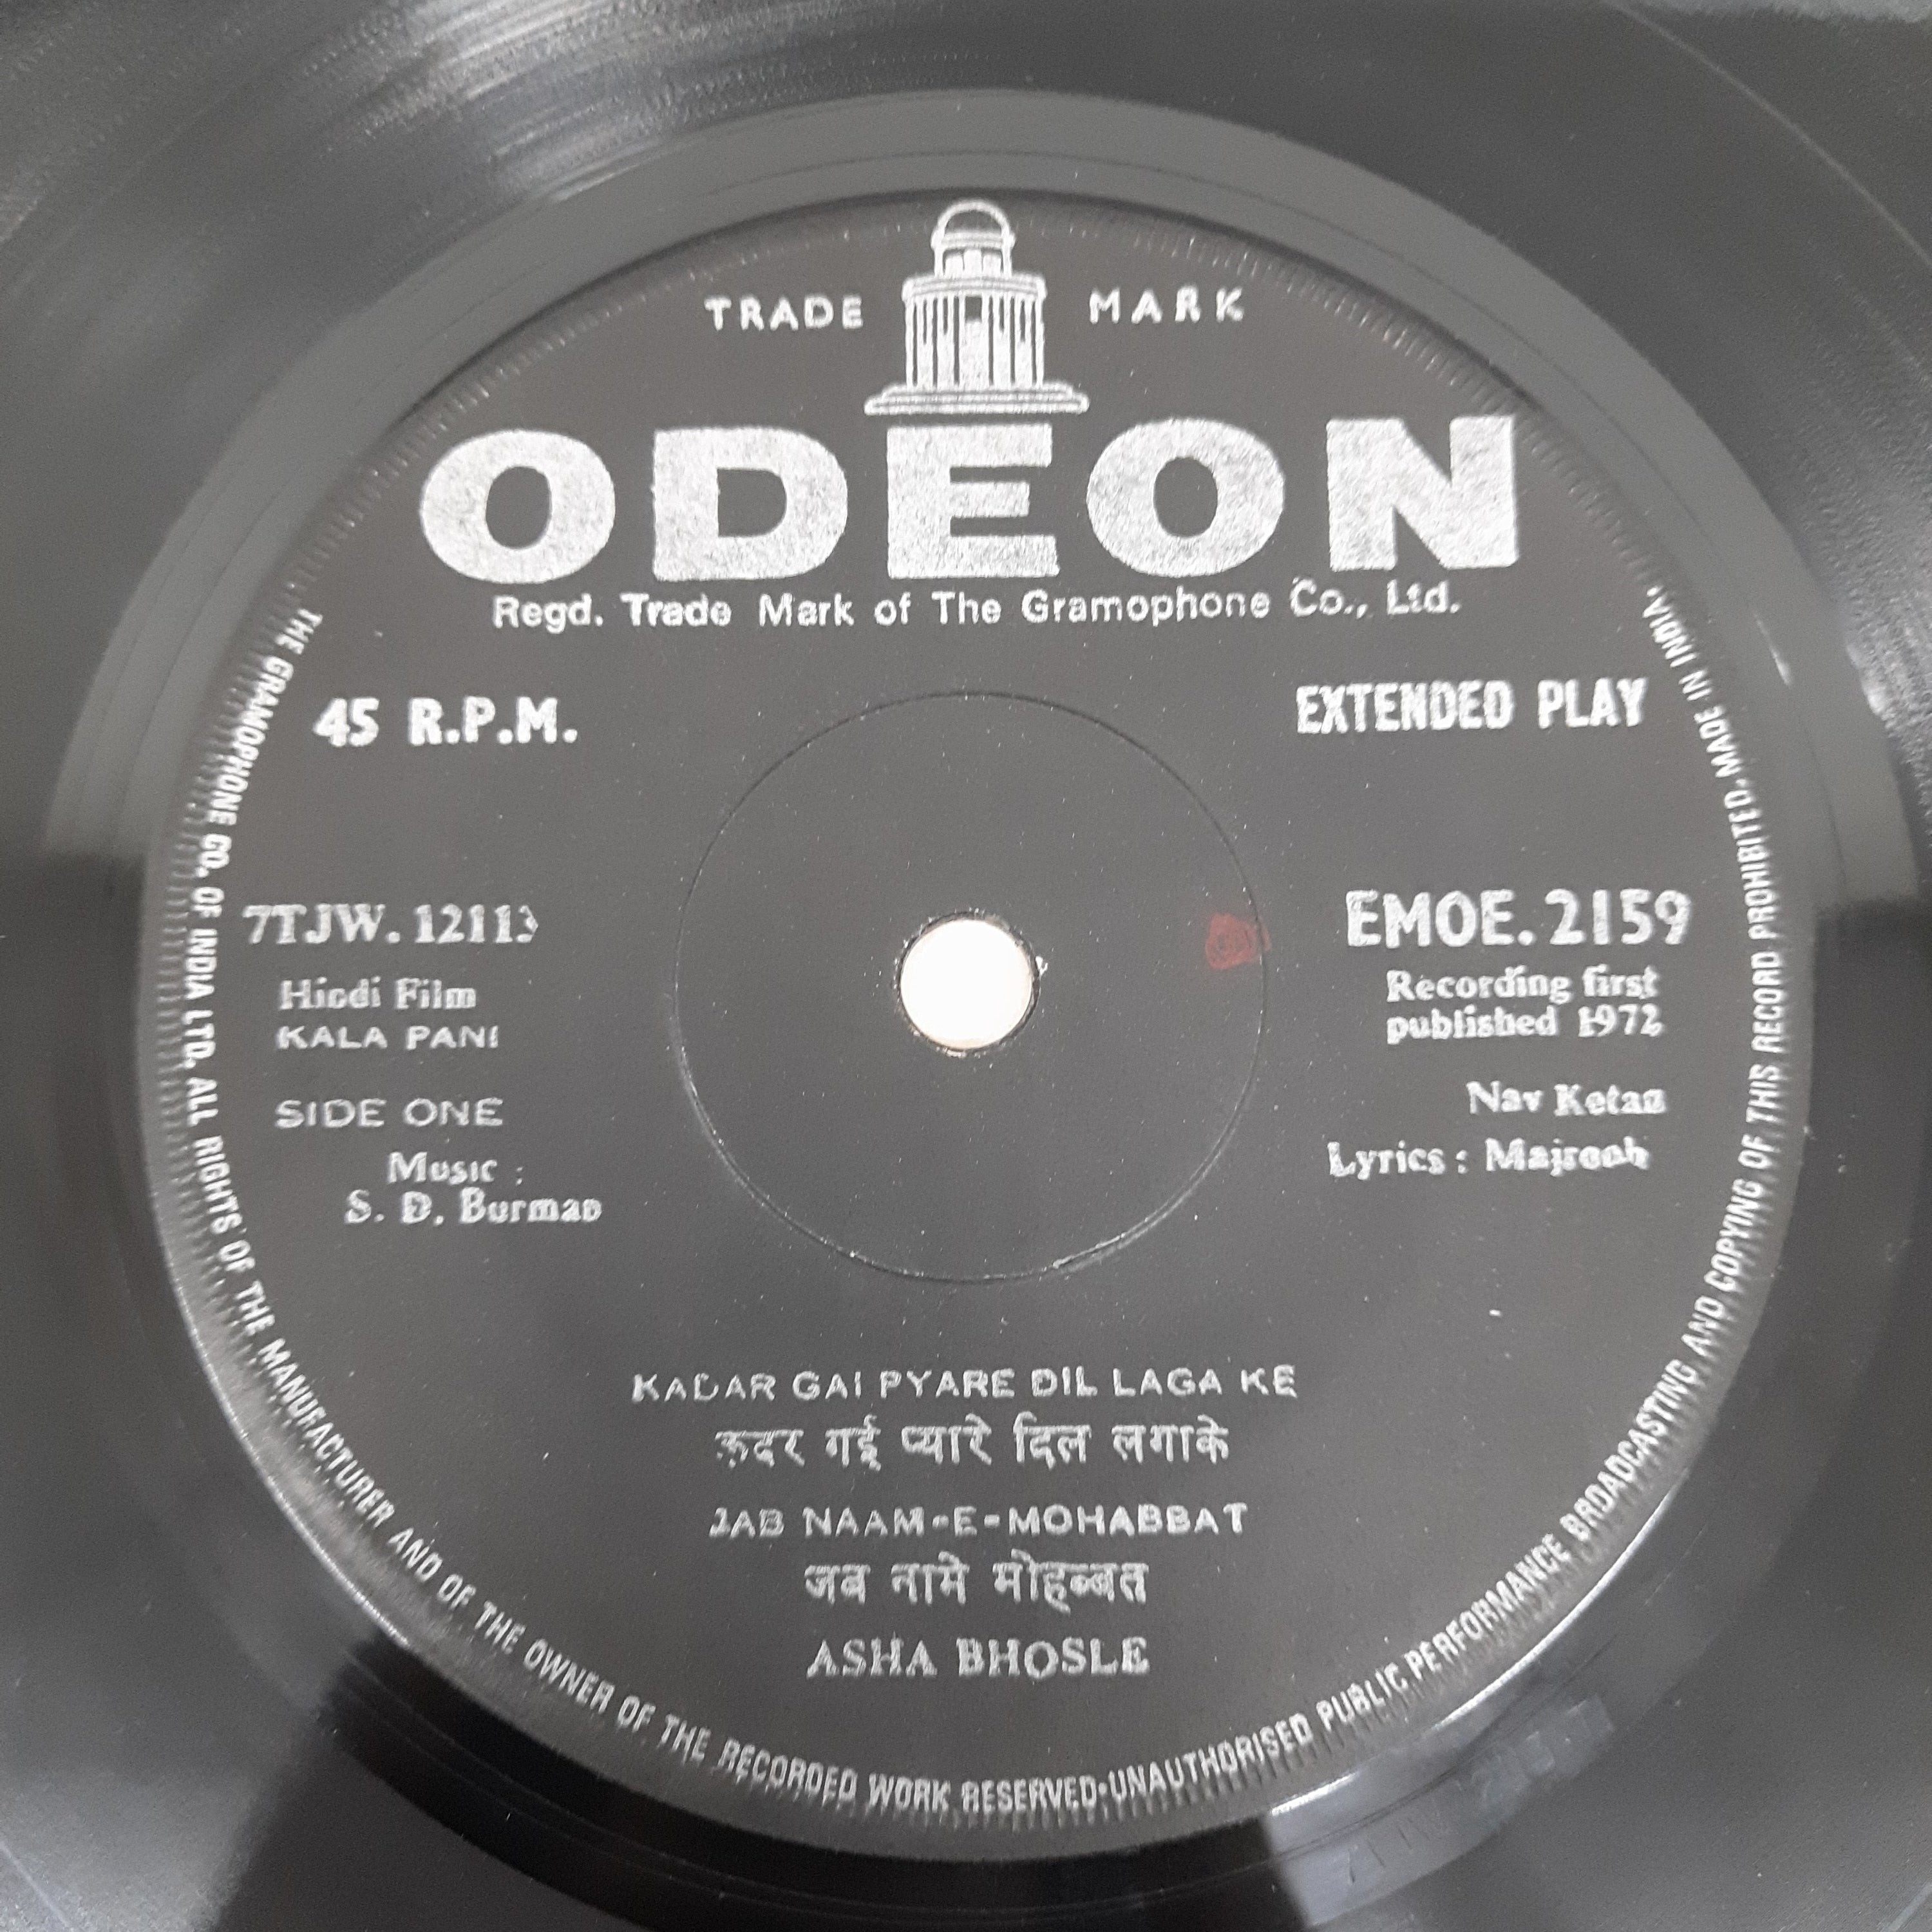 TRADE MARK
ODEON
Regd. Trade Mark of The Gramophone Co., Ltd.
45 R.P.M.
EXTENDED PLAY
7TJW. 12113
Hindi Film
KALA PANI
SIDE ONE
Music :
S. D. Burman
EMOE. 2159
Recording first
published 1972
Nav Ketan
Lyrics : Majrooh
KADAR GAI PYARE DIL LAGA KE
कदर गई प्यारे दिल लगाके
JAB NAAM-E-MOHABBAT
जब नामे मोहब्बत
ASHA BHOSLE
THE GRAMOPHONE CO. OF INDIA LTD. ALL RIGHTS OF THE MANUFACTURER AND OF THE OWNER OF THE RECORDED WORK RESERVED·UNAUTHORISED PUBLIC PERFORMANCE BROADCASTING AND COPYING OF THIS RECORD PROHIBITED. MADE IN INDIA.